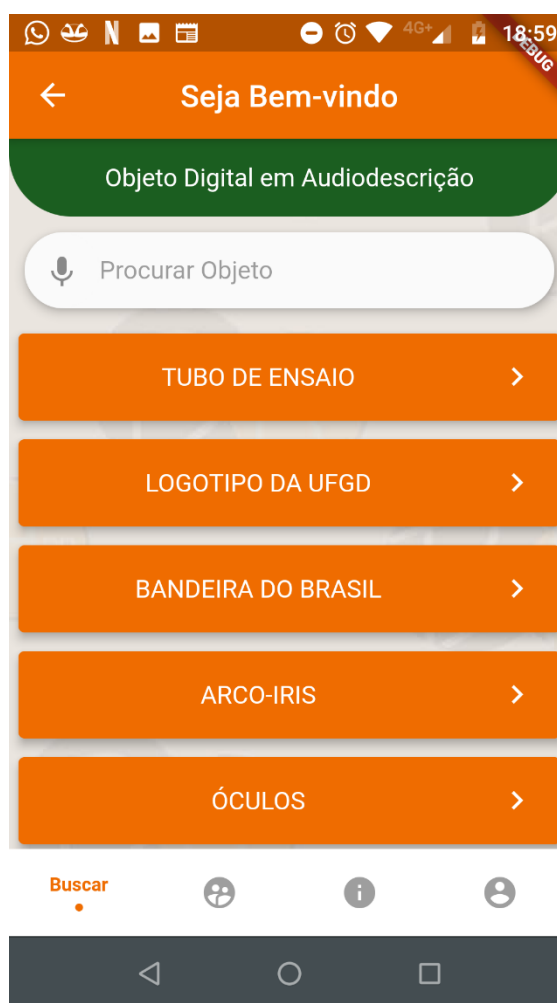 N
4G+
18:59
DEBUG
Seja Bem-vindo
Objeto Digital em Audiodescrição
Procurar Objeto
TUBO DE ENSAIO
LOGOTIPO DA UFGD
BANDEIRA DO BRASIL
ARCO-IRIS
ÓCULOS
Buscar